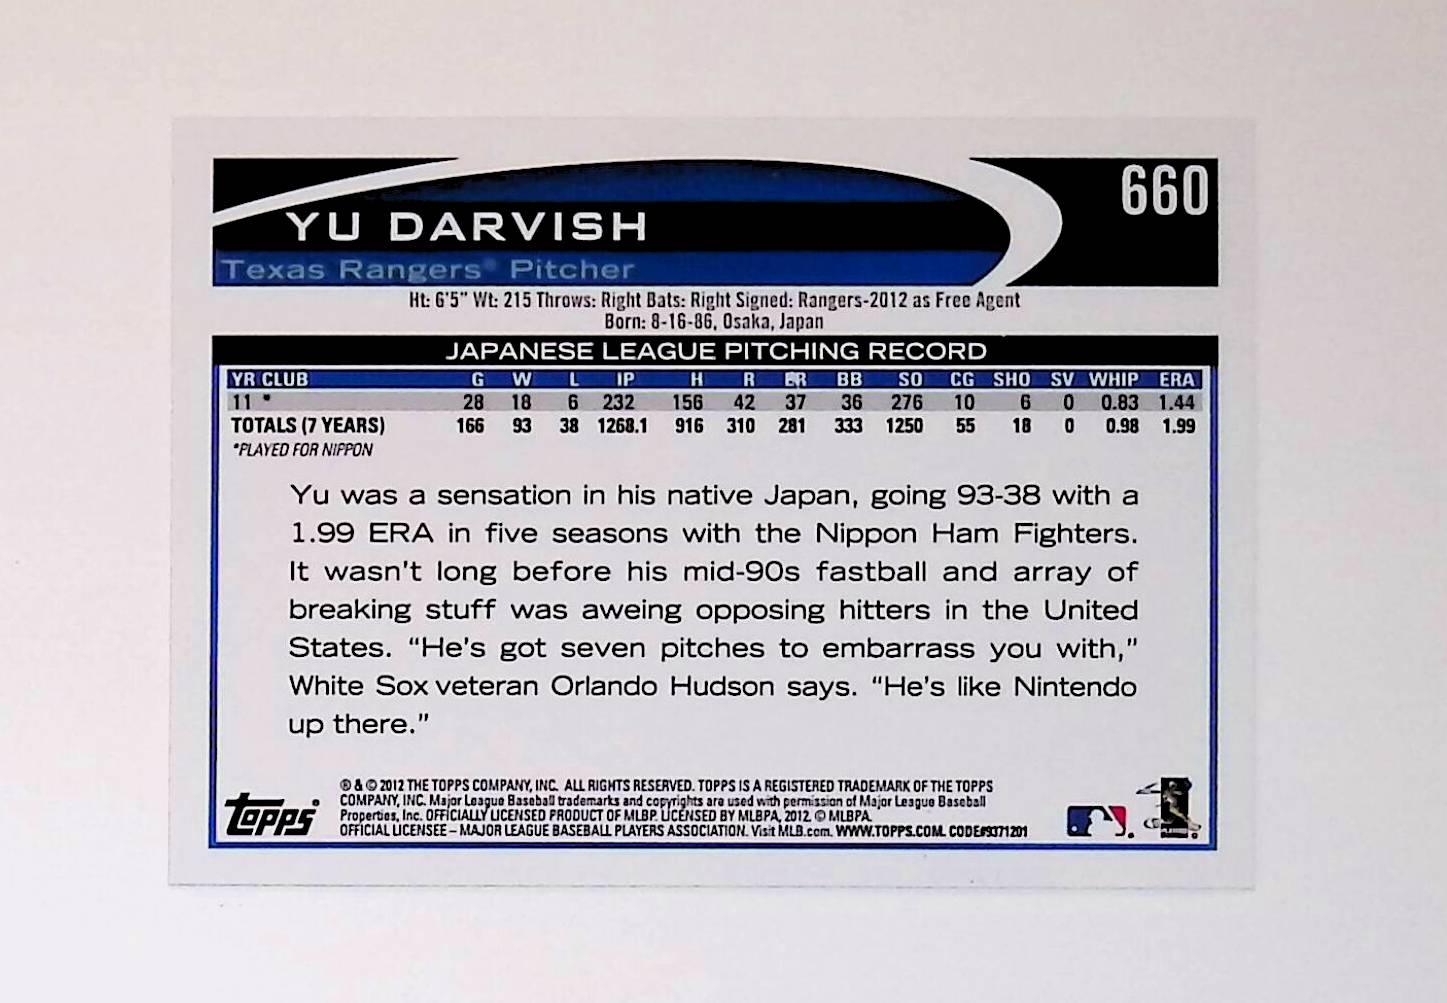 660
YU DARVISH
Texas Rangers® Pitcher
Ht: 6'5" Wt: 215 Throws: Right Bats: Right Signed: Rangers-2012 as Free Agent
Born: 8-16-86, Osaka, Japan
JAPANESE LEAGUE PITCHING RECORD
YR CLUB G W L IP H R ER BB SO CG SHO SV WHIP ERA
11 * 28 18 6 232 156 42 37 36 276 10 6 0 0.83 1.44
TOTALS (7 YEARS) 166 93 38 1268.1 916 310 281 333 1250 55 18 0 0.98 1.99
*PLAYED FOR NIPPON
Yu was a sensation in his native Japan, going 93-38 with a
1.99 ERA in five seasons with the Nippon Ham Fighters.
It wasn't long before his mid-90s fastball and array of
breaking stuff was aweing opposing hitters in the United
States. “He's got seven pitches to embarrass you with,”
White Sox veteran Orlando Hudson says. “He's like Nintendo
up there.”
topps®
® & © 2012 THE TOPPS COMPANY, INC. ALL RIGHTS RESERVED. TOPPS IS A REGISTERED TRADEMARK OF THE TOPPS
COMPANY, INC. Major League Baseball trademarks and copyrights are used with permission of Major League Baseball
Properties, Inc. OFFICIALLY LICENSED PRODUCT OF MLBP. LICENSED BY MLBPA, 2012. © MLBPA.
OFFICIAL LICENSEE – MAJOR LEAGUE BASEBALL PLAYERS ASSOCIATION. Visit MLB.com. WWW.TOPPS.COM. CODE#9371201